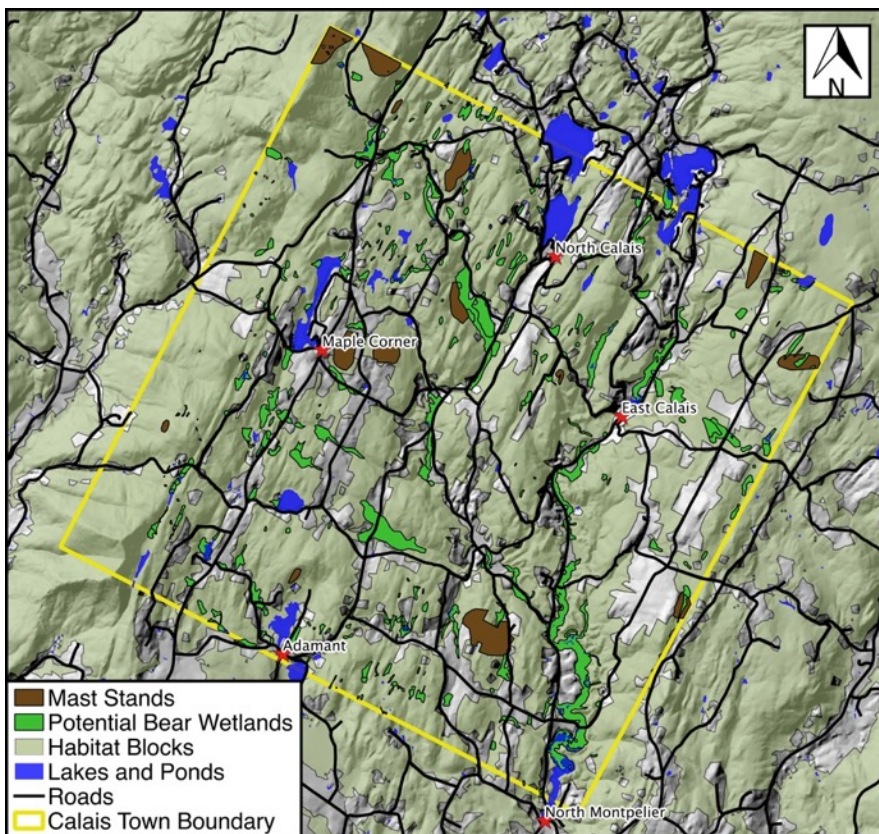 N
North Calais
Maple Corner
East Calais
Adamant
Mast Stands
Potential Bear Wetlands
Habitat Blocks
Lakes and Ponds
Roads
Calais Town Boundary
North Montpelier